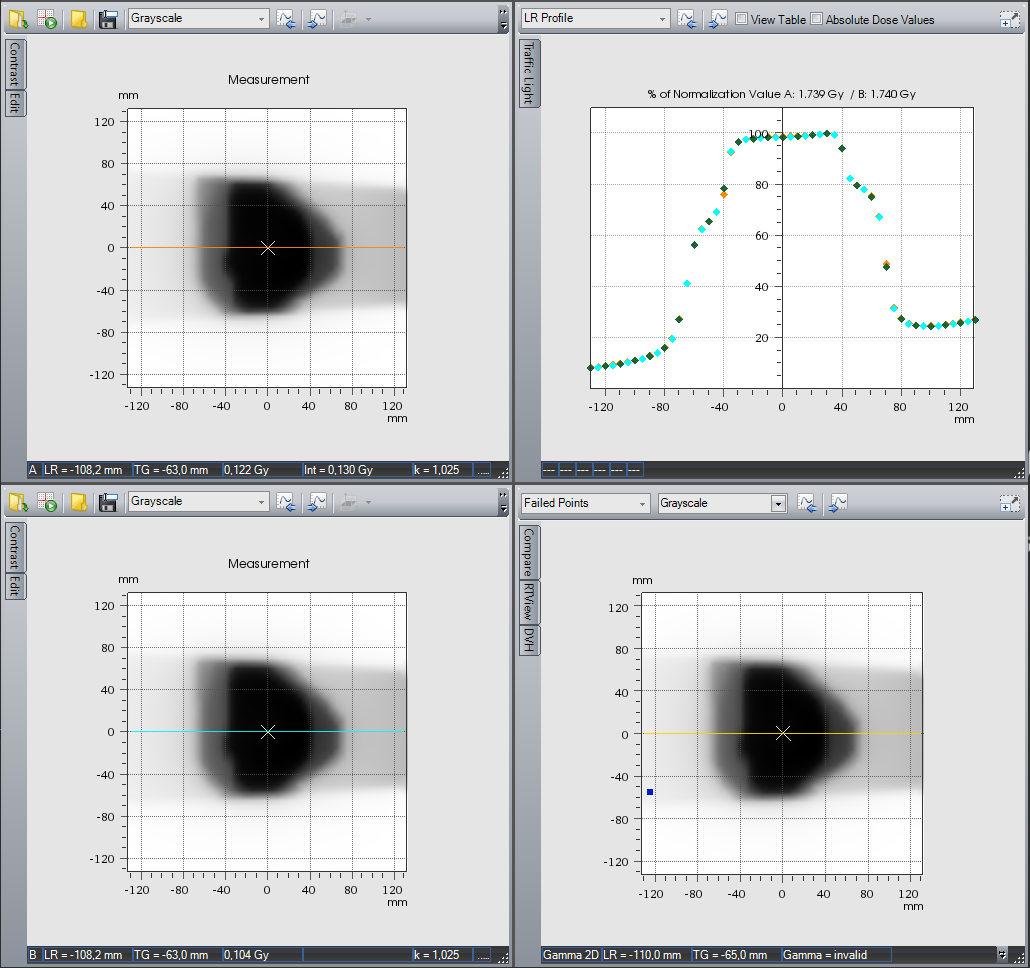 Grayscale
Contrast
Edit
Measurement
mm
120
80
40
0
-40
-80
-120
-120 -80 -40 0 40 80 120
mm
A LR = -108,2 mm TG = -63,0 mm 0,122 Gy Int = 0,130 Gy k = 1,025 .....
LR Profile View Table Absolute Dose Values
Traffic Light
% of Normalization Value A: 1.739 Gy / B: 1.740 Gy
100
80
60
40
20
-120 -80 -40 0 40 80 120
mm
--- --- --- --- --- ---
Grayscale
Contrast
Edit
Measurement
mm
120
80
40
0
-40
-80
-120
-120 -80 -40 0 40 80 120
mm
B LR = -108,2 mm TG = -63,0 mm 0,104 Gy k = 1,025 .....
Failed Points Grayscale
Compare
RTView
DVH
mm
120
80
40
0
-40
-80
-120
-120 -80 -40 0 40 80 120
mm
Gamma 2D LR = -110,0 mm TG = -65,0 mm Gamma = invalid